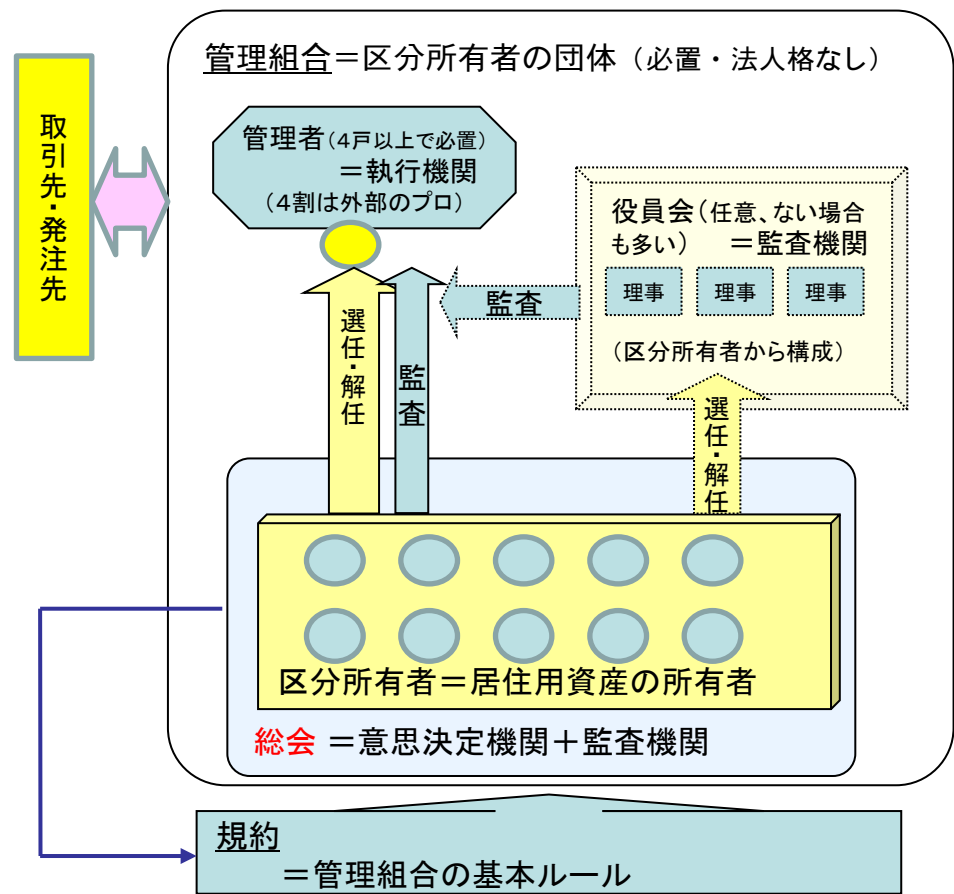 管理組合＝区分所有者の団体（必置・法人格なし）
取引先・発注先
管理者(４戸以上で必置)
＝執行機関
(４割は外部のプロ)
役員会(任意、ない場合
も多い)　＝監査機関
理事　理事　理事
(区分所有者から構成)
監査
選任・解任
監査
選任・解任
区分所有者＝居住用資産の所有者
総会 ＝意思決定機関＋監査機関
規約
＝管理組合の基本ルール